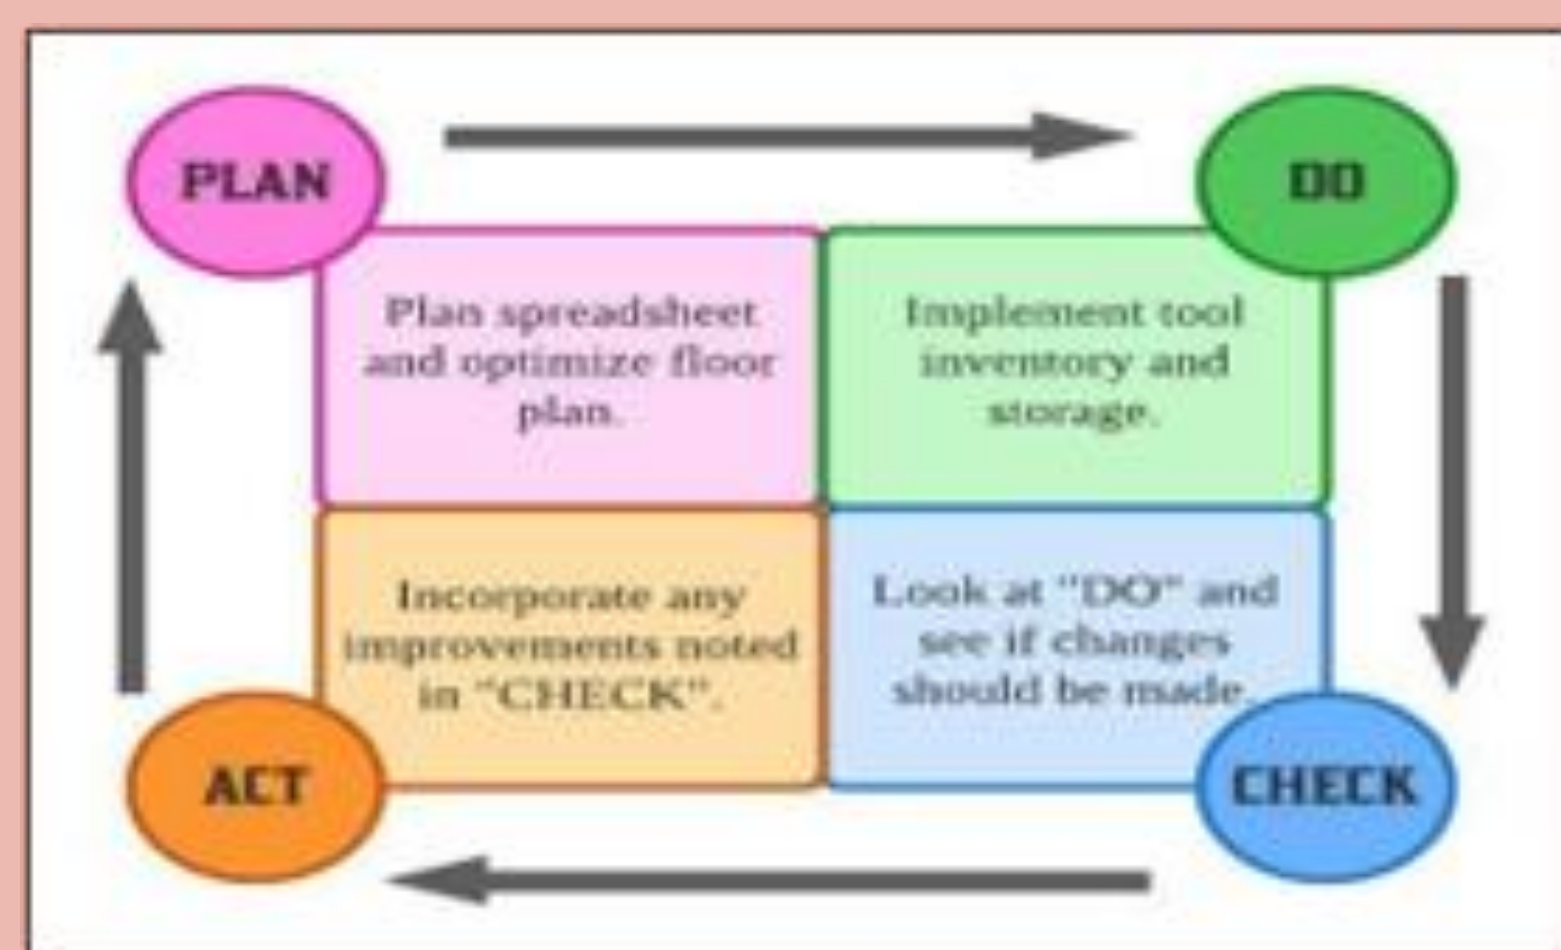 PLAN
DO
Plan spreadsheet
and optimize floor
plan.
Implement tool
inventory and
storage.
Incorporate any
improvements noted
in "CHECK".
Look at "DO" and
see if changes
should be made.
ACT
CHECK